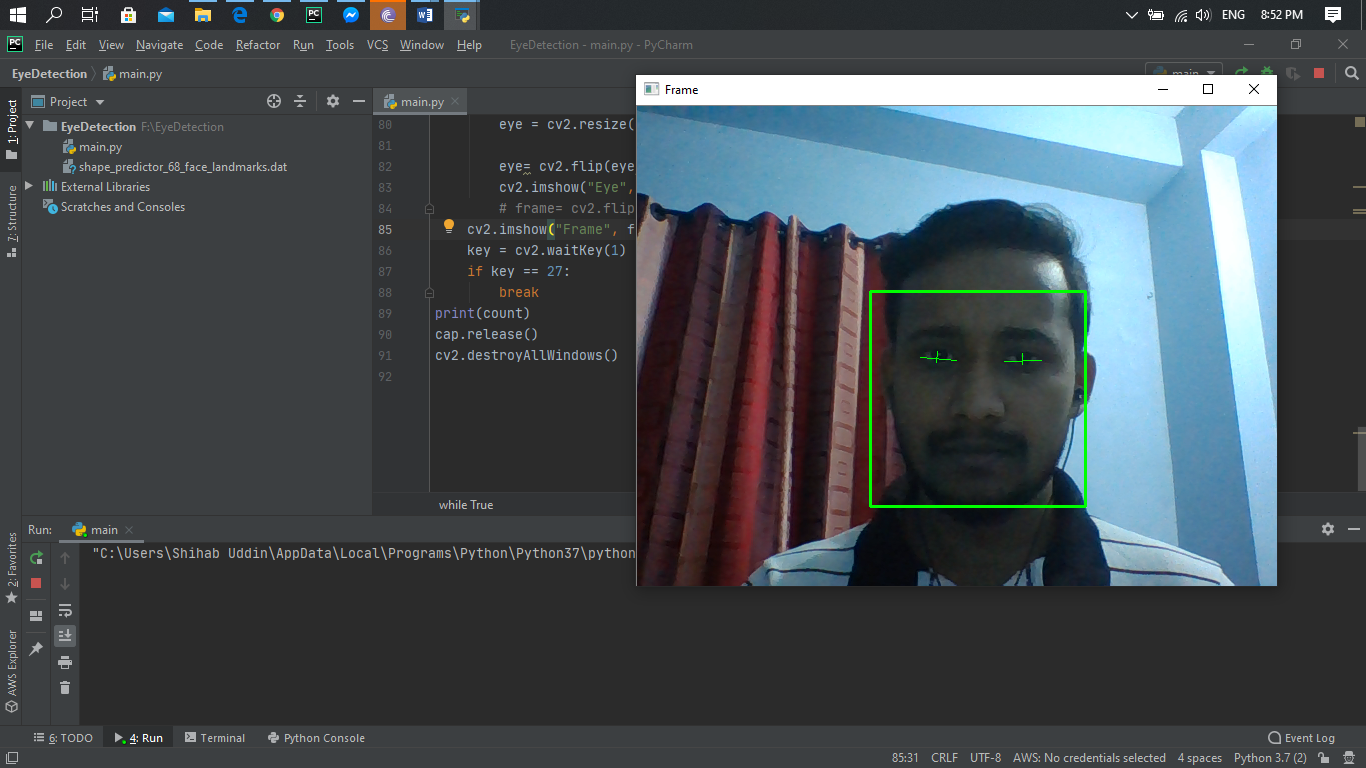 ENG 8:52 PM
File Edit View Navigate Code Refactor Run Tools VCS Window Help EyeDetection - main.py - PyCharm
EyeDetection main.py main
1: Project
7: Structure
2: Favorites
AWS Explorer
Project
EyeDetection F:\EyeDetection
main.py
shape_predictor_68_face_landmarks.dat
External Libraries
Scratches and Consoles
main.py
80 eye = cv2.resize(
81
82 eye= cv2.flip(eye
83 cv2.imshow("Eye",
84 # frame= cv2.flip
85 cv2.imshow("Frame", f
86 key = cv2.waitKey(1)
87 if key == 27:
88 break
89 print(count)
90 cap.release()
91 cv2.destroyAllWindows()
92
while True
Frame
Run: main
"C:\Users\Shihab Uddin\AppData\Local\Programs\Python\Python37\python
6: TODO 4: Run Terminal Python Console Event Log
85:31 CRLF UTF-8 AWS: No credentials selected 4 spaces Python 3.7 (2)